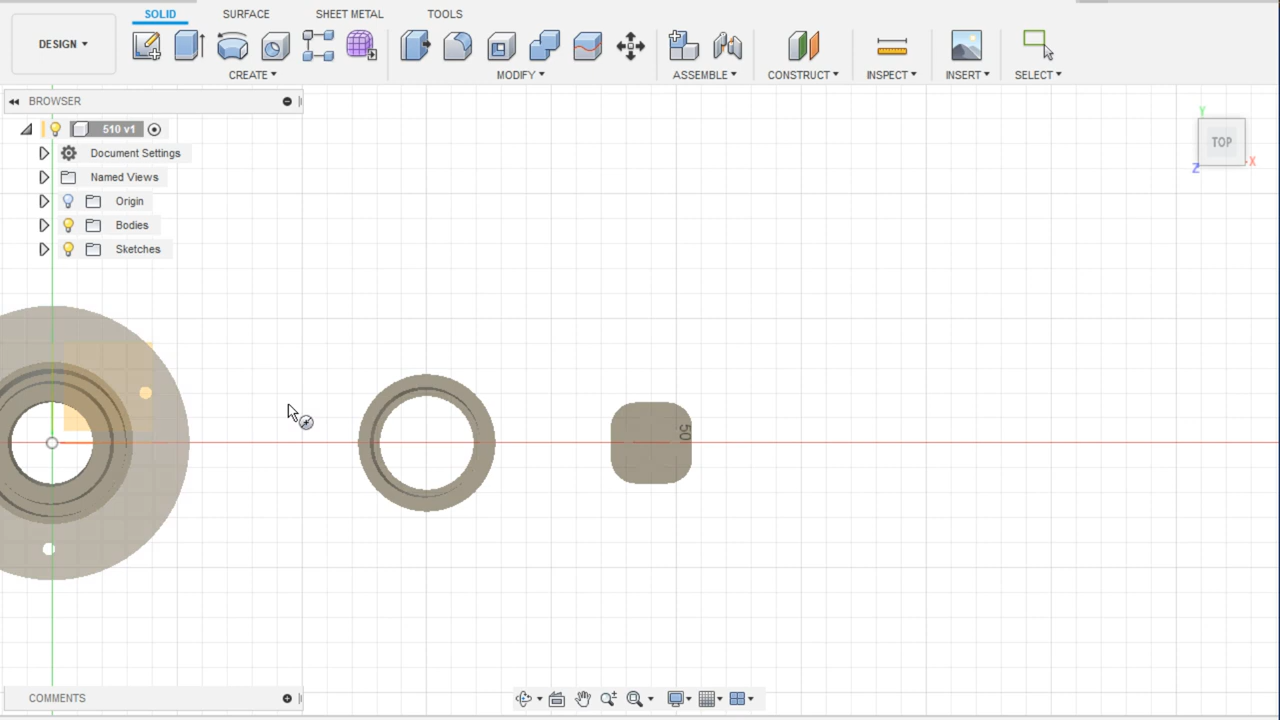 SOLID SURFACE SHEET METAL TOOLS
DESIGN
CREATE MODIFY ASSEMBLE CONSTRUCT INSPECT INSERT SELECT
BROWSER
510 v1
Document Settings
Named Views
Origin
Bodies
Sketches
Y
TOP
X
Z
50
COMMENTS